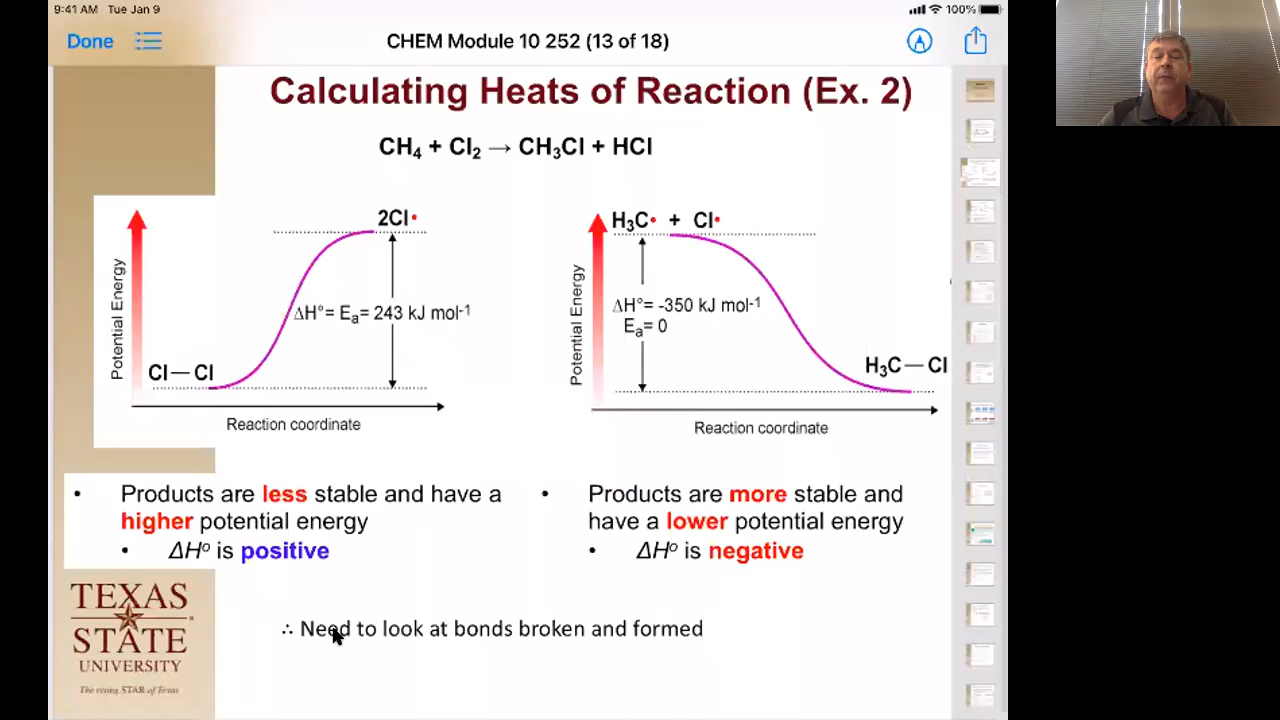 9:41 AM Tue Jan 9
100%
Done
CHEM Module 10 252 (13 of 18)
Calculating Heats of Reaction (Ex. 2)
CH₄ + Cl₂ → CH₃Cl + HCl
2Cl•
Potential Energy
ΔH°= Eₐ= 243 kJ mol⁻¹
Cl—Cl
Reaction coordinate
H₃C• + Cl•
Potential Energy
ΔH°= -350 kJ mol⁻¹
Eₐ= 0
H₃C—Cl
Reaction coordinate
• Products are less stable and have a
higher potential energy
• ΔHᵒ is positive
• Products are more stable and
have a lower potential energy
• ΔHᵒ is negative
∴ Need to look at bonds broken and formed
TEXAS
STATE
UNIVERSITY
The rising STAR of Texas